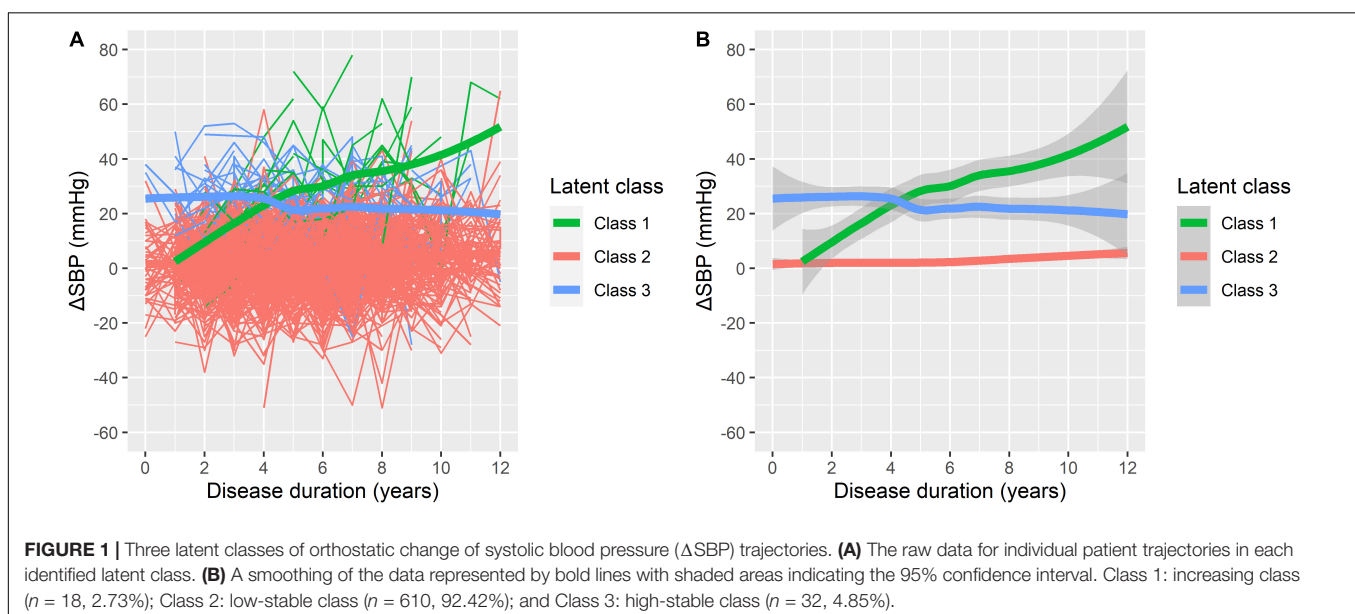 A
80
60
40
20
0
-20
-40
-60
ΔSBP (mmHg)
0 2 4 6 8 10 12
Disease duration (years)
Latent class
Class 1
Class 2
Class 3
B
80
60
40
20
0
-20
-40
-60
ΔSBP (mmHg)
0 2 4 6 8 10 12
Disease duration (years)
Latent class
Class 1
Class 2
Class 3
FIGURE 1 | Three latent classes of orthostatic change of systolic blood pressure (ΔSBP) trajectories. (A) The raw data for individual patient trajectories in each
identified latent class. (B) A smoothing of the data represented by bold lines with shaded areas indicating the 95% confidence interval. Class 1: increasing class
(n = 18, 2.73%); Class 2: low-stable class (n = 610, 92.42%); and Class 3: high-stable class (n = 32, 4.85%).